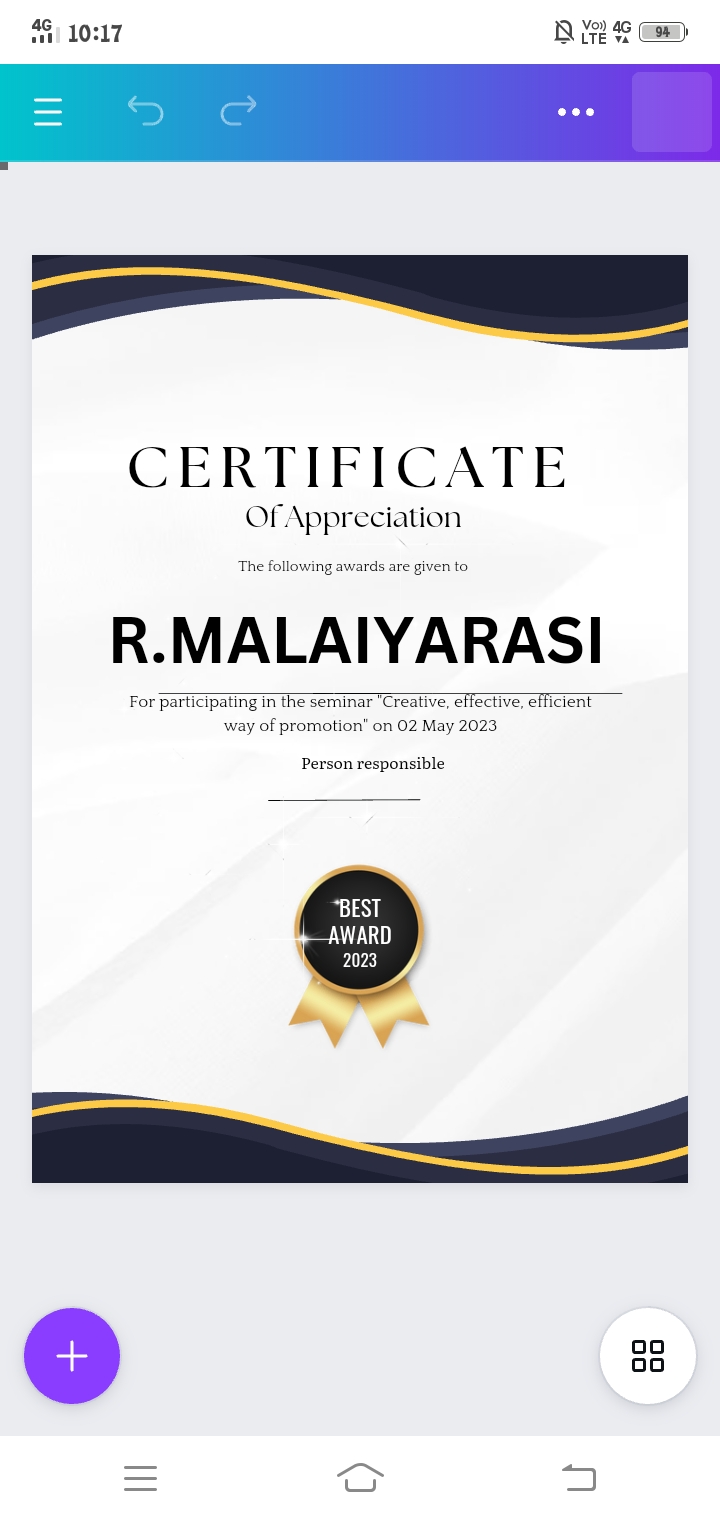 4G 10:17 Vo)) LTE 4G 94
CERTIFICATE
Of Appreciation
The following awards are given to
R.MALAIYARASI
For participating in the seminar "Creative, effective, efficient
way of promotion" on 02 May 2023
Person responsible
BEST
AWARD
2023